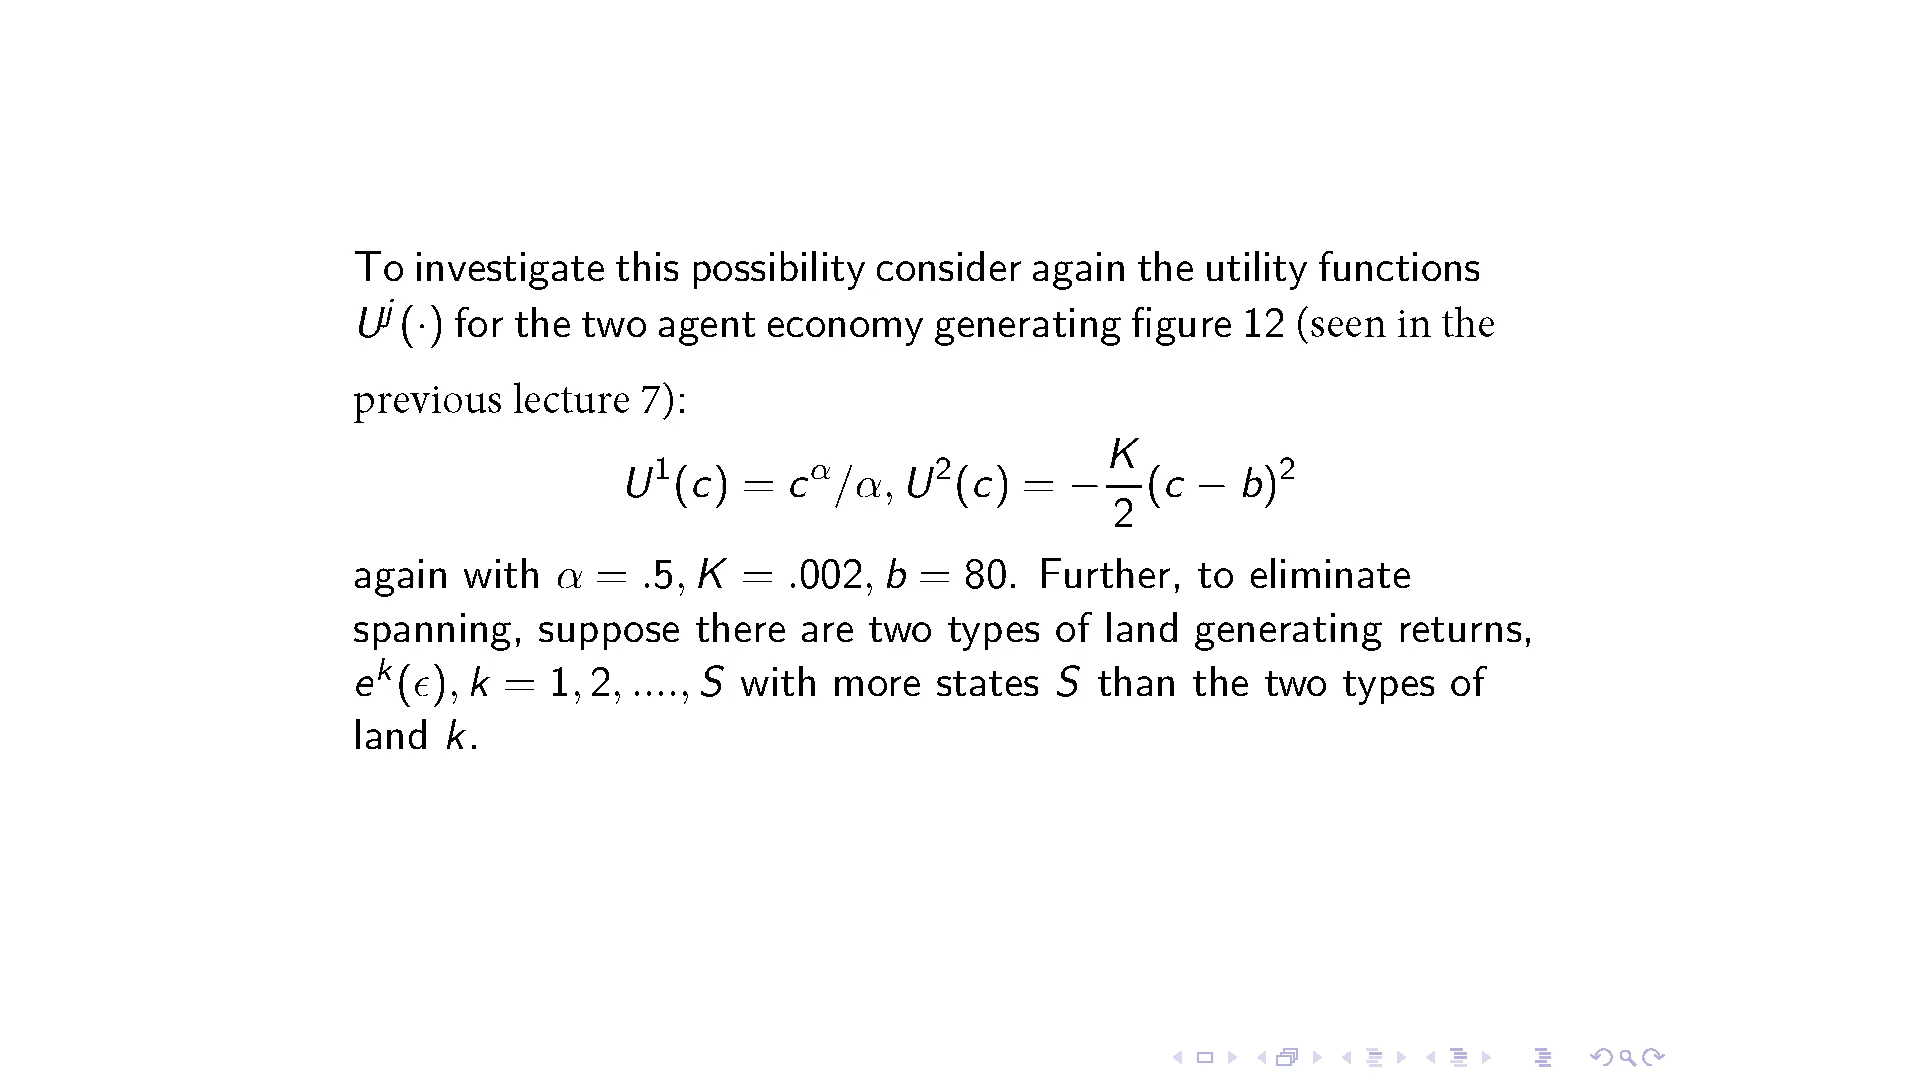 To investigate this possibility consider again the utility functions
U^j(·) for the two agent economy generating figure 12 (seen in the
previous lecture 7):
U^1(c) = c^α/α, U^2(c) = −K/2(c − b)^2
again with α = .5, K = .002, b = 80. Further, to eliminate
spanning, suppose there are two types of land generating returns,
e^k(ϵ), k = 1, 2, ...., S with more states S than the two types of
land k.